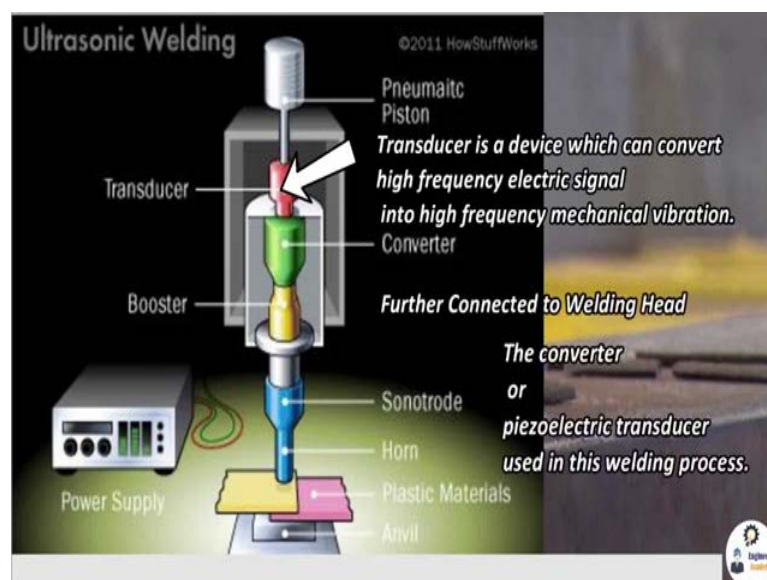 Ultrasonic Welding
©2011 HowStuffWorks
Pneumaitc
Piston
Transducer is a device which can convert
high frequency electric signal
into high frequency mechanical vibration.
Transducer
Converter
Booster
Further Connected to Welding Head
The converter
or
piezoelectric transducer
used in this welding process.
Sonotrode
Horn
Plastic Materials
Power Supply
Anvil